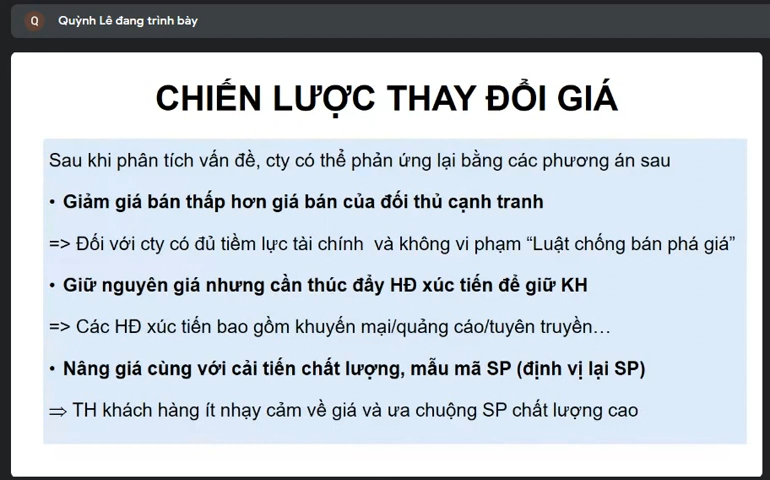 Q Quỳnh Lê đang trình bày
CHIẾN LƯỢC THAY ĐỔI GIÁ
Sau khi phân tích vấn đề, cty có thể phản ứng lại bằng các phương án sau
• Giảm giá bán thấp hơn giá bán của đối thủ cạnh tranh
=> Đối với cty có đủ tiềm lực tài chính và không vi phạm “Luật chống bán phá giá”
• Giữ nguyên giá nhưng cần thúc đẩy HĐ xúc tiến để giữ KH
=> Các HĐ xúc tiến bao gồm khuyến mại/quảng cáo/tuyên truyền…
• Nâng giá cùng với cải tiến chất lượng, mẫu mã SP (định vị lại SP)
⇒ TH khách hàng ít nhạy cảm về giá và ưa chuộng SP chất lượng cao